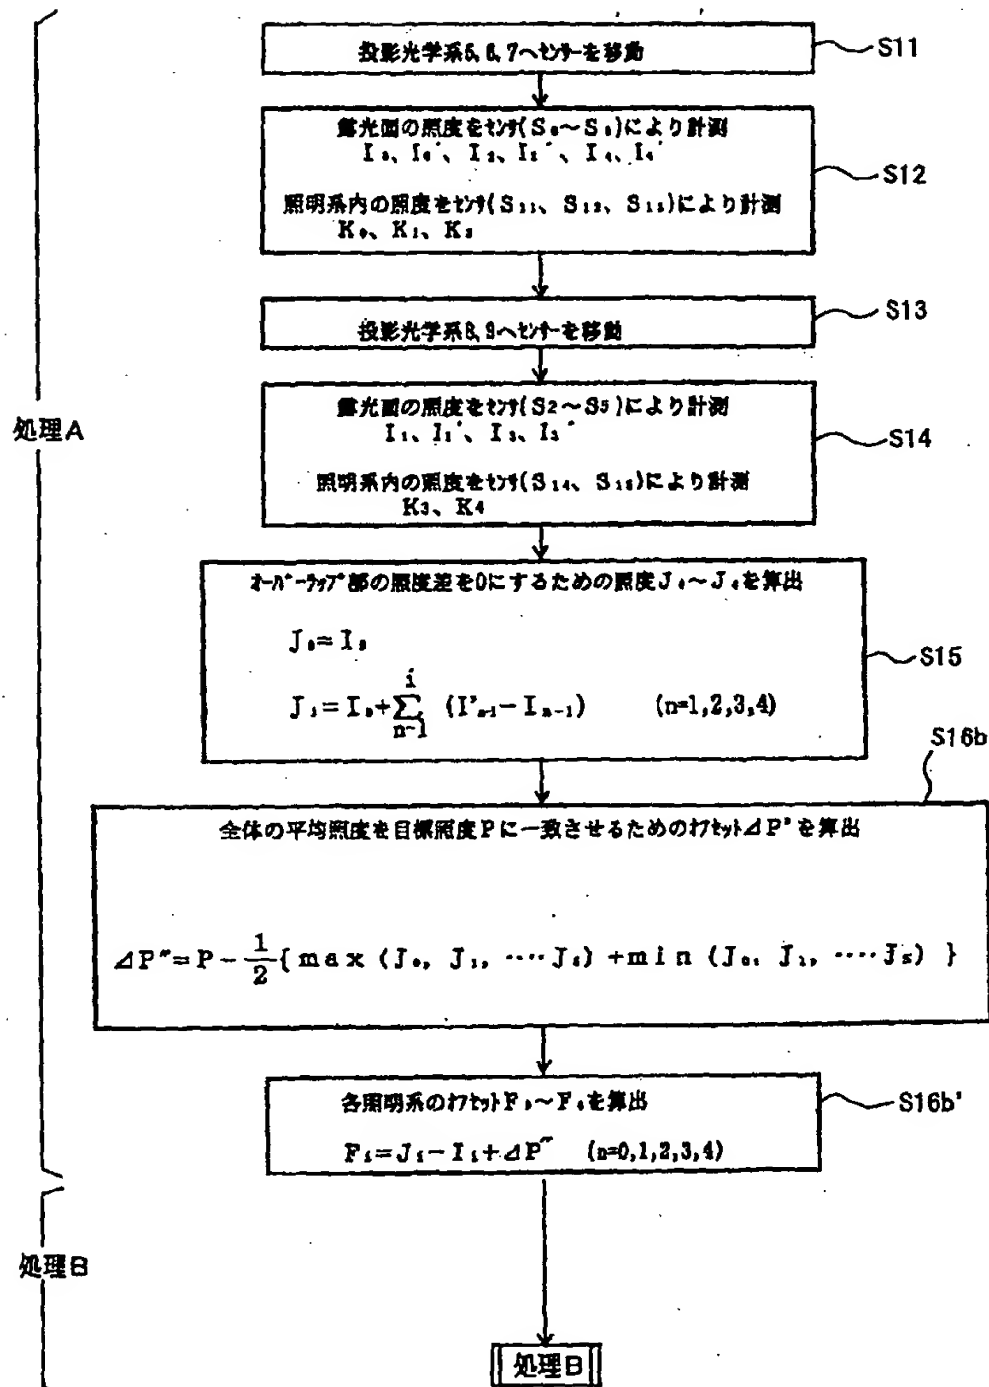 投影光学系5,6,7へセンサーを移動
S11
露光面の照度をセンサ(S₀~S₅)により計測
I₀、I₀'、I₂、I₂'、I₄、I₄'
照明系内の照度をセンサ(S₁₁、S₁₂、S₁₃)により計測
K₀、K₁、K₂
S12
投影光学系8,9へセンサーを移動
S13
露光面の照度をセンサ(S2~S5)により計測
I₁、I₁'、I₃、I₃'
照明系内の照度をセンサ(S₁₄、S₁₅)により計測
K3、K4
S14
処理A
オーバーラップ部の照度差を0にするための照度J₀~J₄を算出
J₀=I₀
i
Jᵢ=I₀+∑(I'ₙ₋₁−Iₙ₋₁) (n=1,2,3,4)
n-1
S15
S16b
全体の平均照度を目標照度Pに一致させるためのオフセット⊿P"を算出
⊿P"=P−1/2{max(J₀, J₁, ····J₄)+min(J₀, J₁, ····J₅)}
各照明系のオフセットF₀~F₄を算出
Fᵢ=Jᵢ−Iᵢ+⊿P" (n=0,1,2,3,4)
S16b'
処理B
処理B